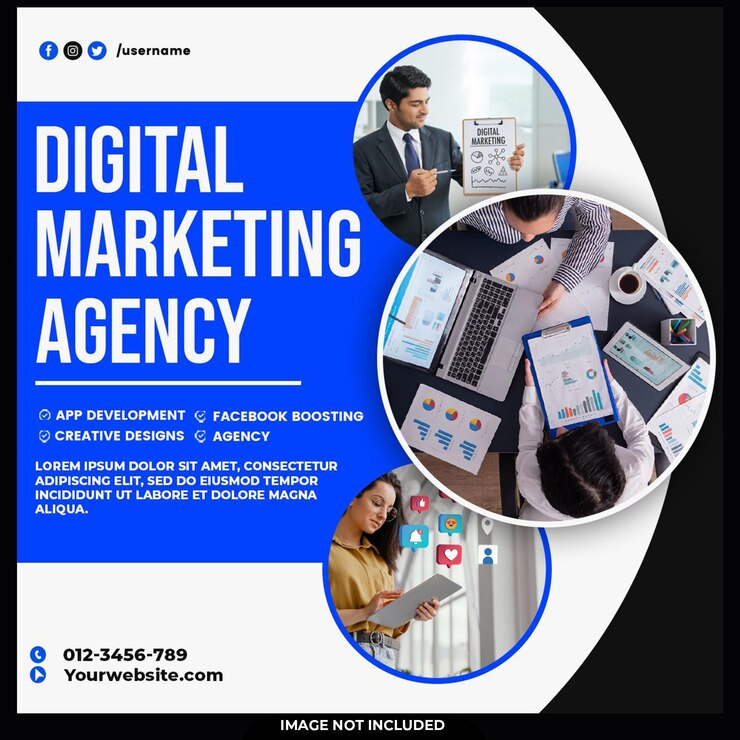 /username
DIGITAL
MARKETING
AGENCY
APP DEVELOPMENT
FACEBOOK BOOSTING
CREATIVE DESIGNS
AGENCY
LOREM IPSUM DOLOR SIT AMET, CONSECTETUR
ADIPISCING ELIT, SED DO EIUSMOD TEMPOR
INCIDIDUNT UT LABORE ET DOLORE MAGNA
ALIQUA.
DIGITAL
MARKETING
012-3456-789
Yourwebsite.com
IMAGE NOT INCLUDED